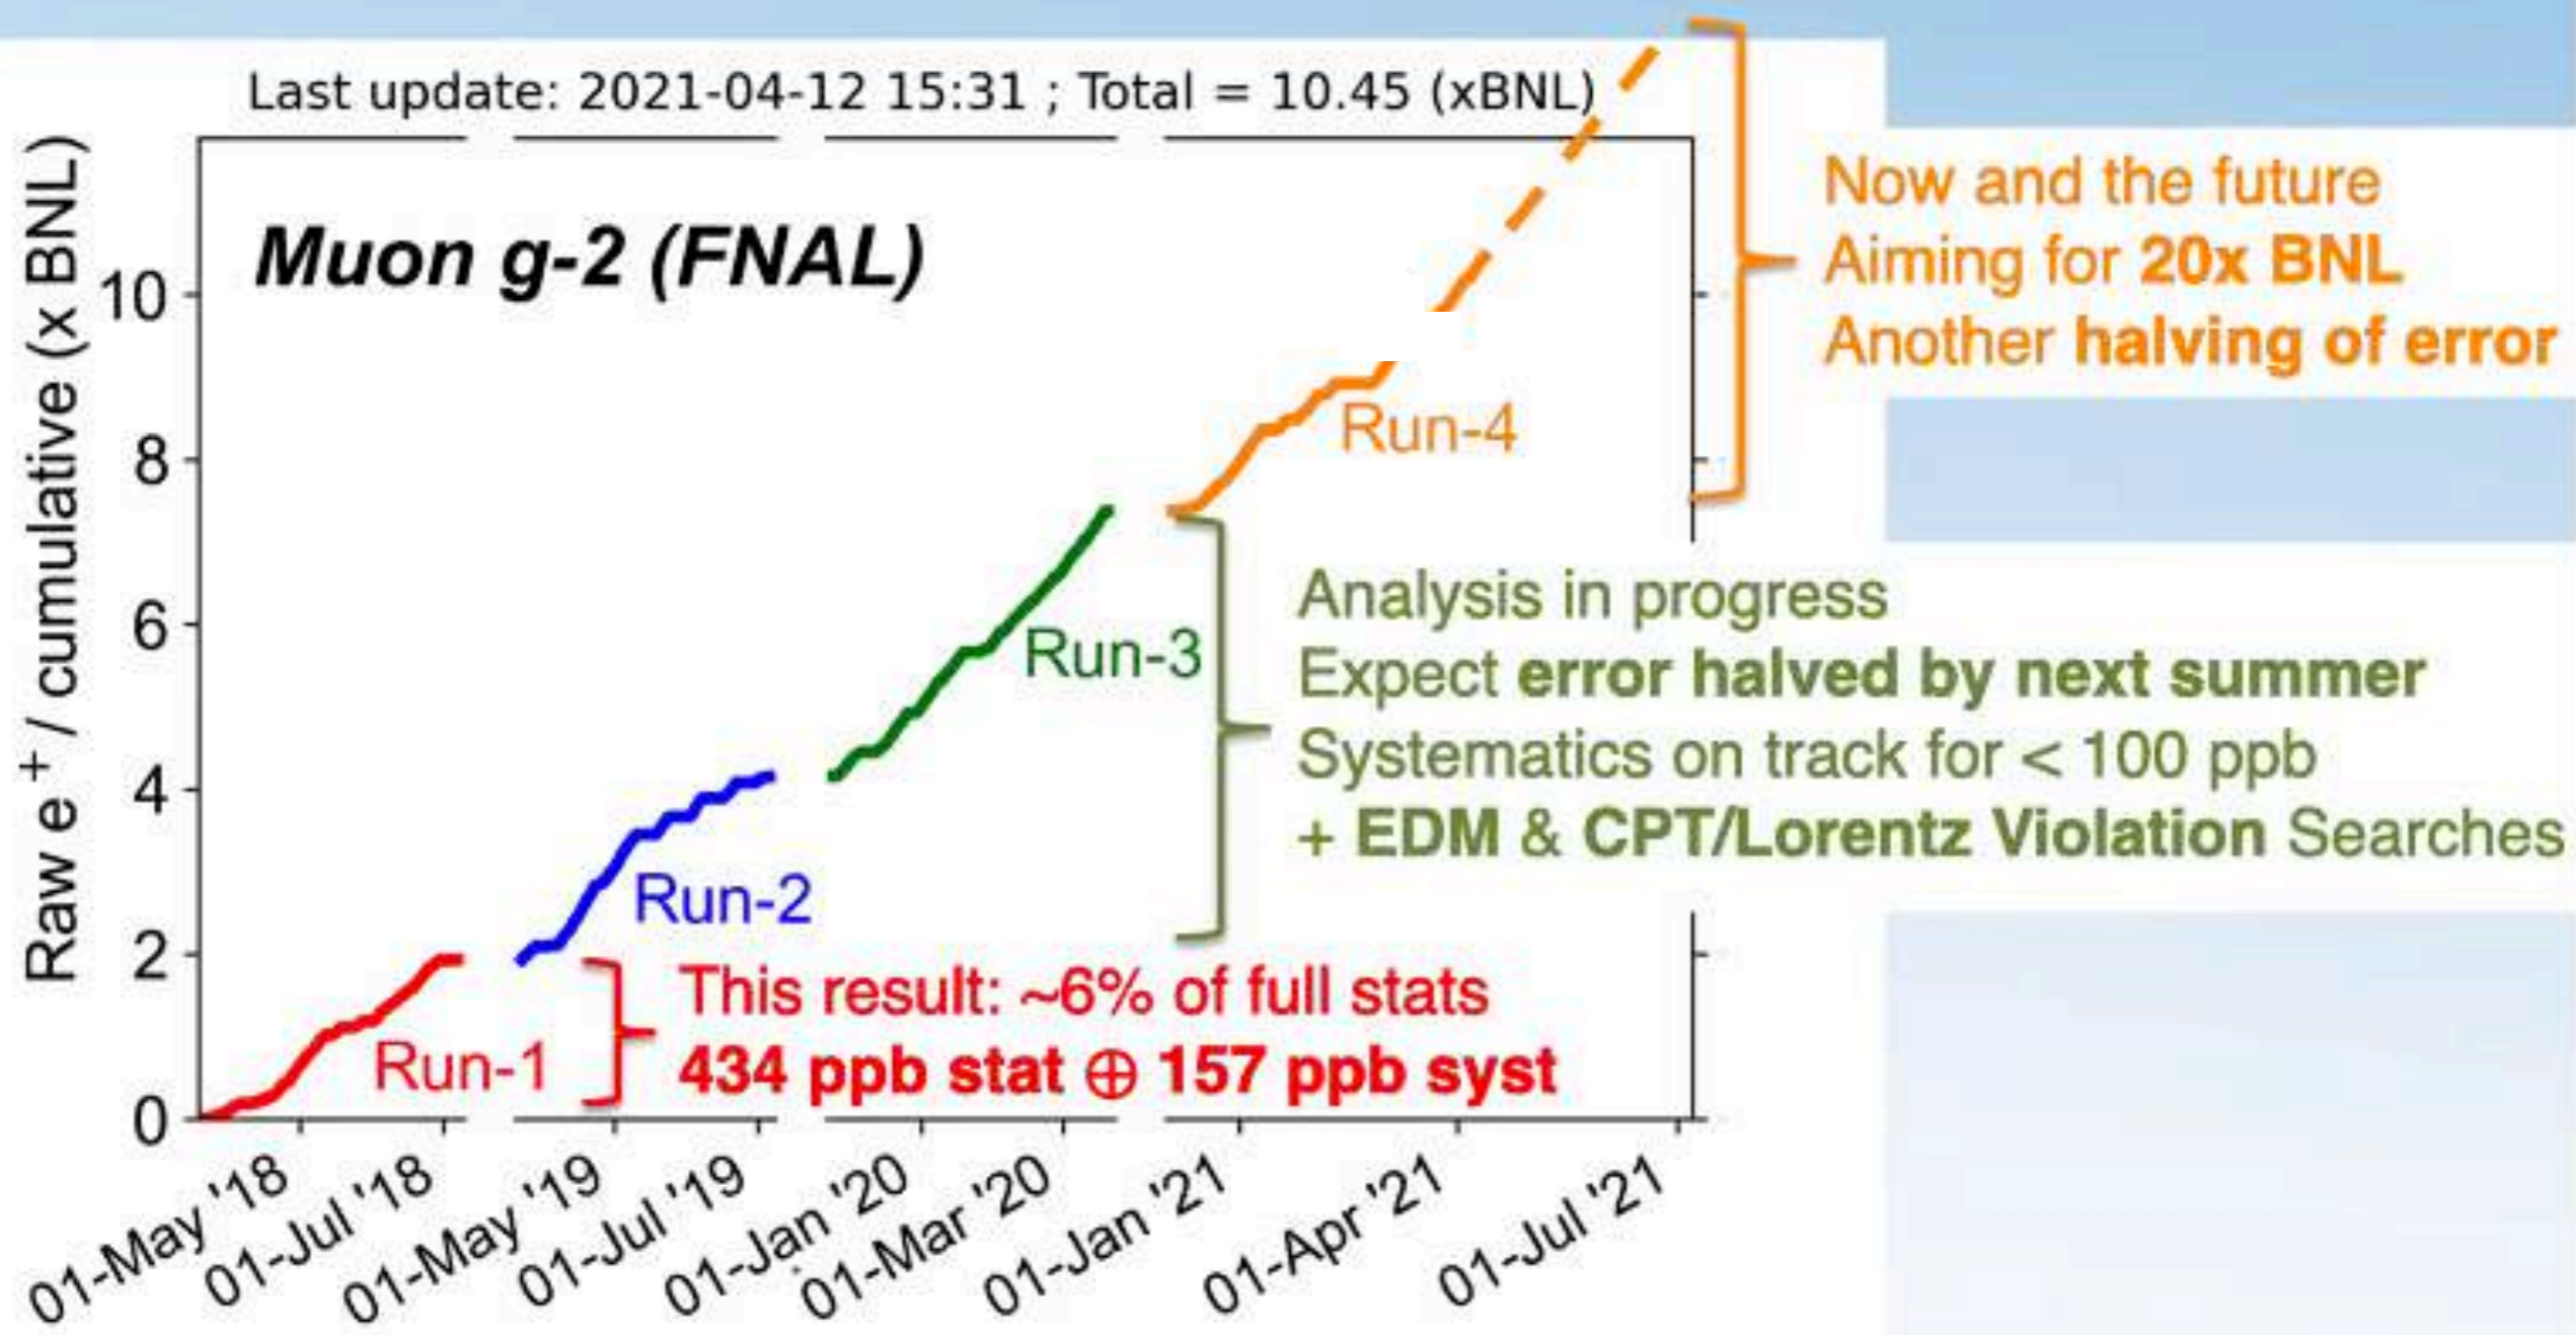 Last update: 2021-04-12 15:31 ; Total = 10.45 (xBNL)
Raw e⁺ / cumulative (x BNL)
Muon g-2 (FNAL)
10
8
6
4
2
0
Now and the future
Aiming for 20x BNL
Another halving of error
Run-4
Analysis in progress
Expect error halved by next summer
Systematics on track for < 100 ppb
+ EDM & CPT/Lorentz Violation Searches
Run-3
Run-2
This result: ~6% of full stats
434 ppb stat ⊕ 157 ppb syst
Run-1
01-May '18
01-Jul '18
01-May '19
01-Jul '19
01-Jan '20
01-Mar '20
01-Jan '21
01-Apr '21
01-Jul '21